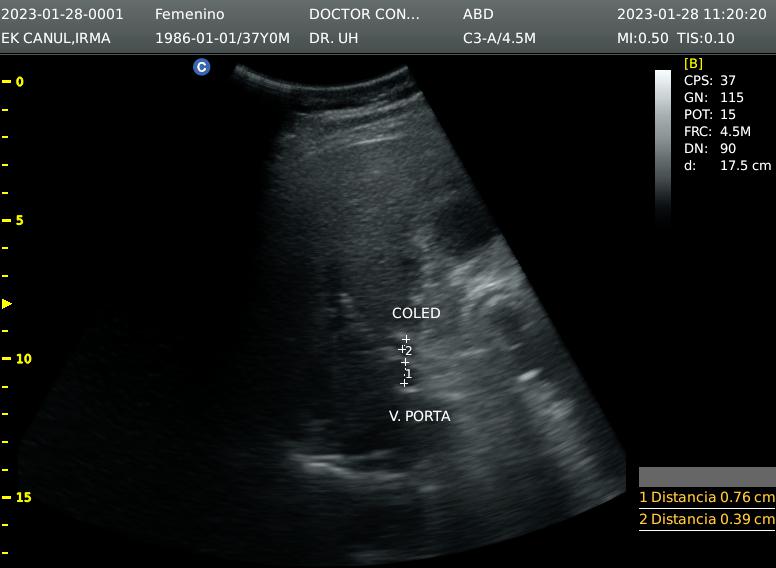 2023-01-28-0001 Femenino DOCTOR CON... ABD 2023-01-28 11:20:20
EK CANUL,IRMA 1986-01-01/37Y0M DR. UH C3-A/4.5M MI:0.50 TIS:0.10
C
[B]
CPS: 37
GN: 115
POT: 15
FRC: 4.5M
DN: 90
d: 17.5 cm
0
5
10
15
COLED
2
1
V. PORTA
1 Distancia 0.76 cm
2 Distancia 0.39 cm